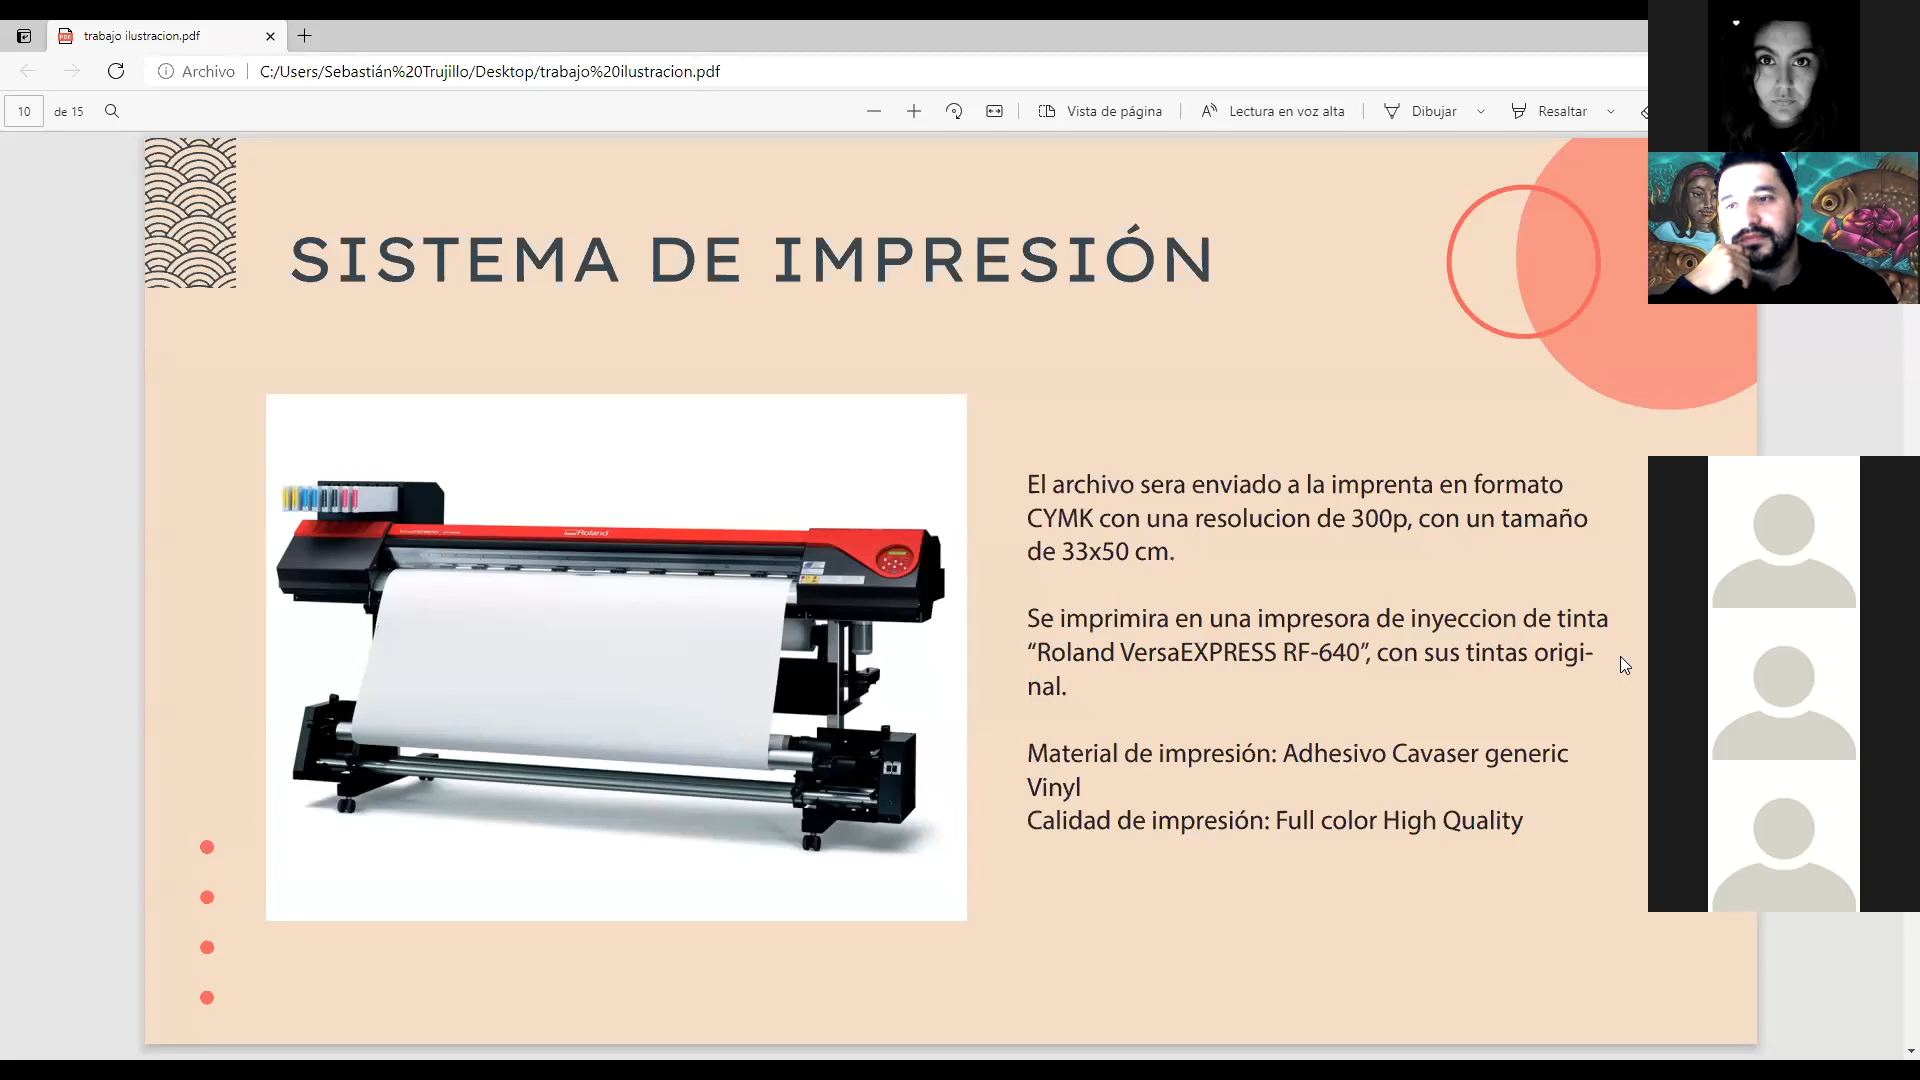 trabajo ilustracion.pdf
Archivo
C:/Users/Sebastián%20Trujillo/Desktop/trabajo%20ilustracion.pdf
10 de 15
Vista de página
Lectura en voz alta
Dibujar
Resaltar
SISTEMA DE IMPRESIÓN
Roland
El archivo sera enviado a la imprenta en formato
CYMK con una resolucion de 300p, con un tamaño
de 33x50 cm.
Se imprimira en una impresora de inyeccion de tinta
“Roland VersaEXPRESS RF-640”, con sus tintas origi-
nal.
Material de impresión: Adhesivo Cavaser generic
Vinyl
Calidad de impresión: Full color High Quality